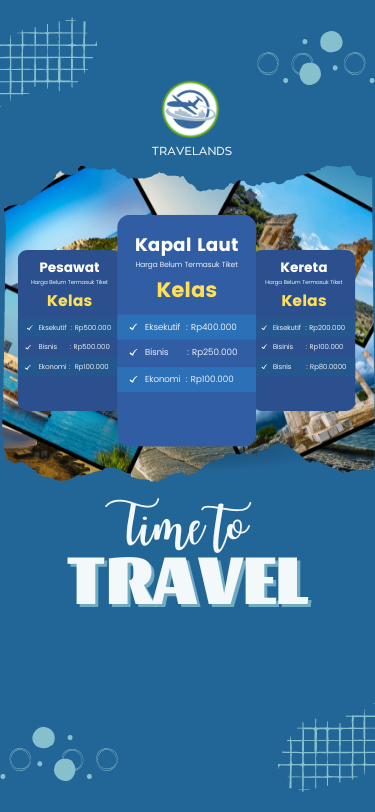 TRAVELANDS
Pesawat
Harga Belum Termasuk Tiket
Kelas
Eksekutif : Rp500.000
Bisnis : Rp500.000
Ekonomi : Rp100.000
Kapal Laut
Harga Belum Termasuk Tiket
Kelas
Eksekutif : Rp400.000
Bisnis : Rp250.000
Ekonomi : Rp100.000
Kereta
Harga Belum Termasuk Tiket
Kelas
Eksekutif : Rp200.000
Bisinis : Rp100.000
Bisnis : Rp80.0000
Time to
TRAVEL